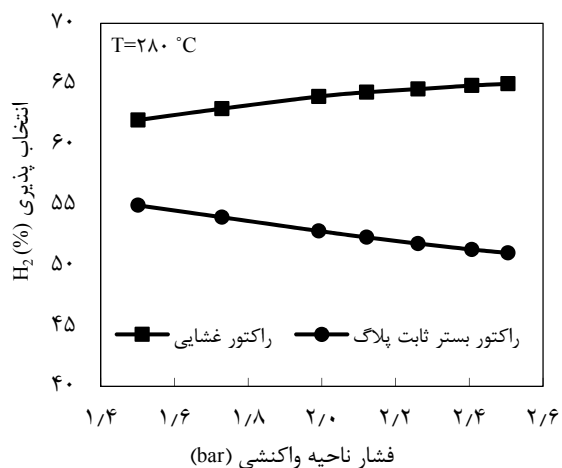 ۷۰
T=۲۸۰ ˚C
۶۵
۶۰
۵۵
۵۰
۴۵
۴۰
انتخاب پذیری H₂ (%)
راکتور غشایی
راکتور بستر ثابت پلاگ
۱٫۴ ۱٫۶ ۱٫۸ ۲٫۰ ۲٫۲ ۲٫۴ ۲٫۶
فشار ناحیه واکنشی (bar)